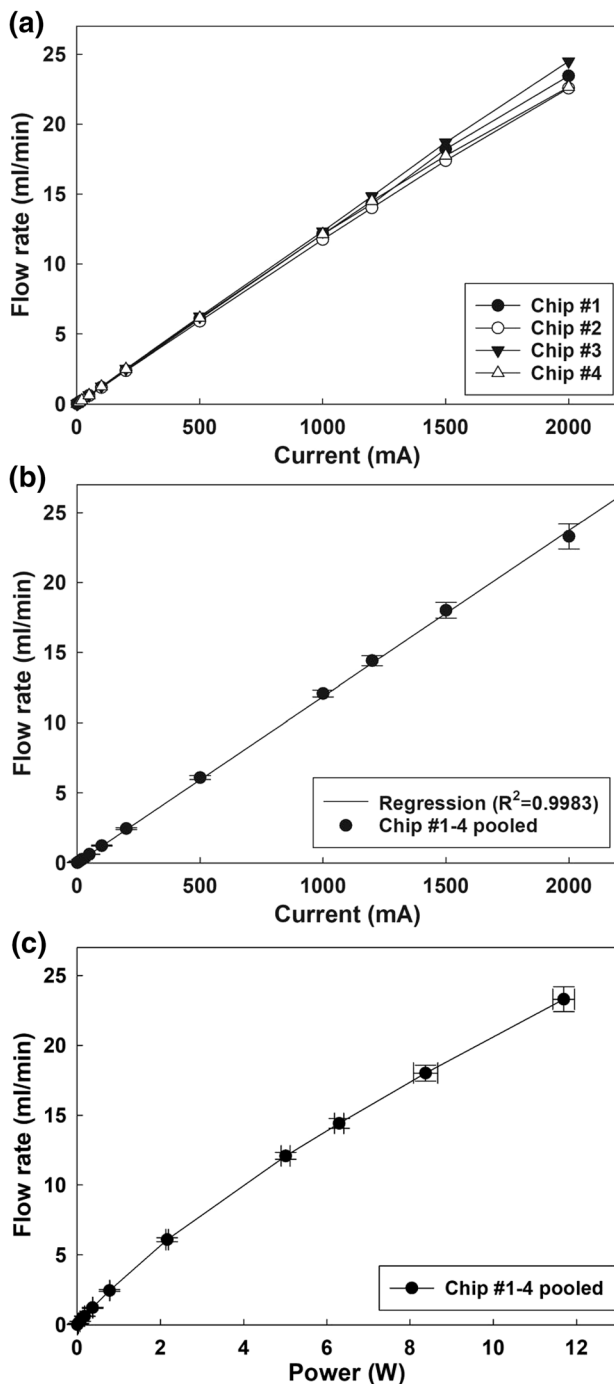 (a)
25
20
15
10
5
0
Flow rate (ml/min)
Chip #1
Chip #2
Chip #3
Chip #4
0 500 1000 1500 2000
Current (mA)
(b)
25
20
15
10
5
0
Flow rate (ml/min)
Regression (R²=0.9983)
Chip #1-4 pooled
0 500 1000 1500 2000
Current (mA)
(c)
25
20
15
10
5
0
Flow rate (ml/min)
Chip #1-4 pooled
0 2 4 6 8 10 12
Power (W)